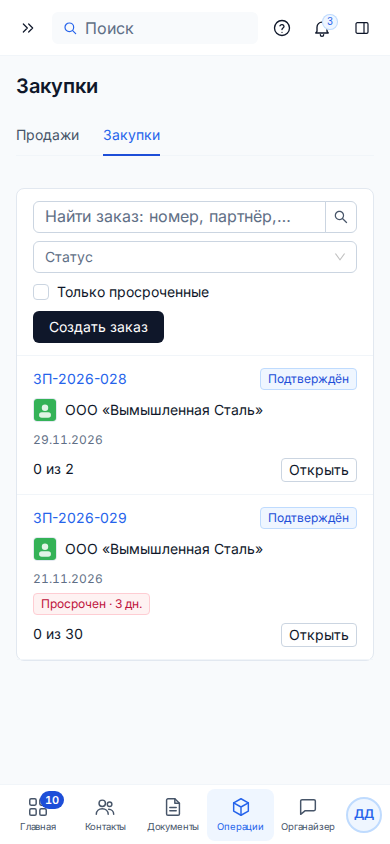 Поиск
3
Закупки
Продажи Закупки
Найти заказ: номер, партнёр,...
Статус
Только просроченные
Создать заказ
ЗП-2026-028 Подтверждён
ООО «Вымышленная Сталь»
29.11.2026
0 из 2 Открыть
ЗП-2026-029 Подтверждён
ООО «Вымышленная Сталь»
21.11.2026
Просрочен · 3 дн.
0 из 30 Открыть
10
Главная Контакты Документы Операции Органайзер ДД